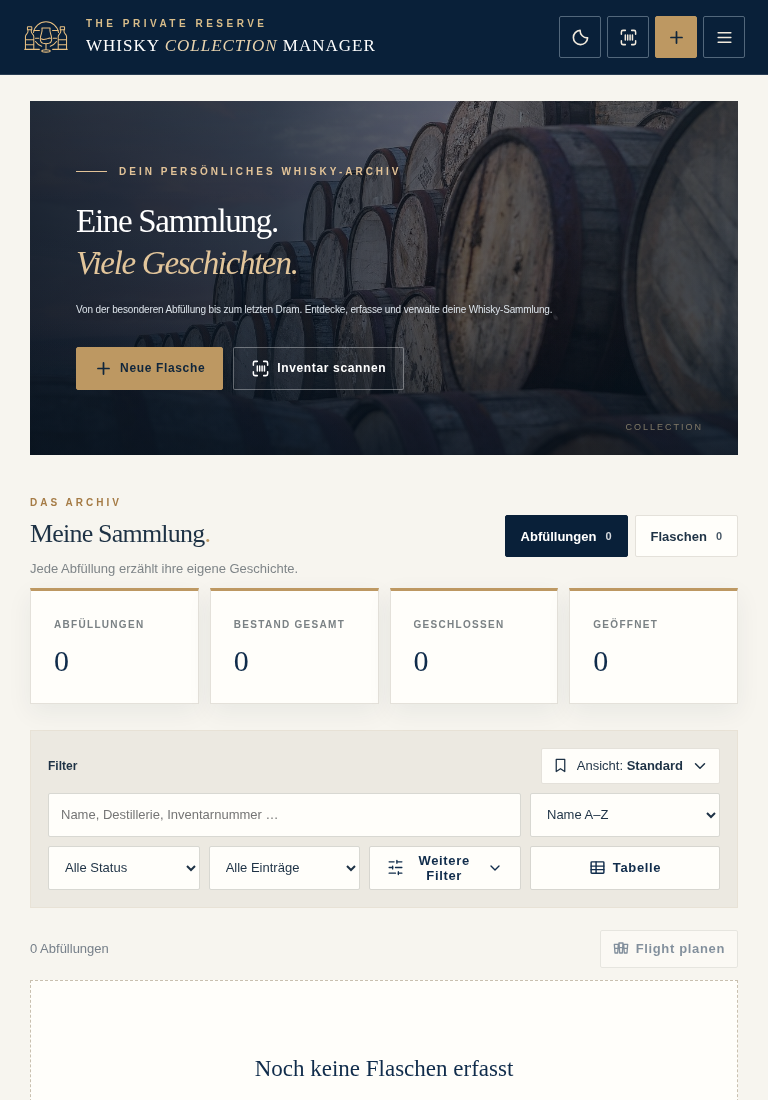 THE PRIVATE RESERVE
WHISKY COLLECTION MANAGER
DEIN PERSÖNLICHES WHISKY-ARCHIV
Eine Sammlung.
Viele Geschichten.
Von der besonderen Abfüllung bis zum letzten Dram. Entdecke, erfasse und verwalte deine Whisky-Sammlung.
Neue Flasche
Inventar scannen
COLLECTION
DAS ARCHIV
Meine Sammlung.
Jede Abfüllung erzählt ihre eigene Geschichte.
Abfüllungen 0
Flaschen 0
ABFÜLLUNGEN
0
BESTAND GESAMT
0
GESCHLOSSEN
0
GEÖFFNET
0
Filter
Ansicht: Standard
Name, Destillerie, Inventarnummer …
Name A–Z
Alle Status
Alle Einträge
Weitere
Filter
Tabelle
0 Abfüllungen
Flight planen
Noch keine Flaschen erfasst